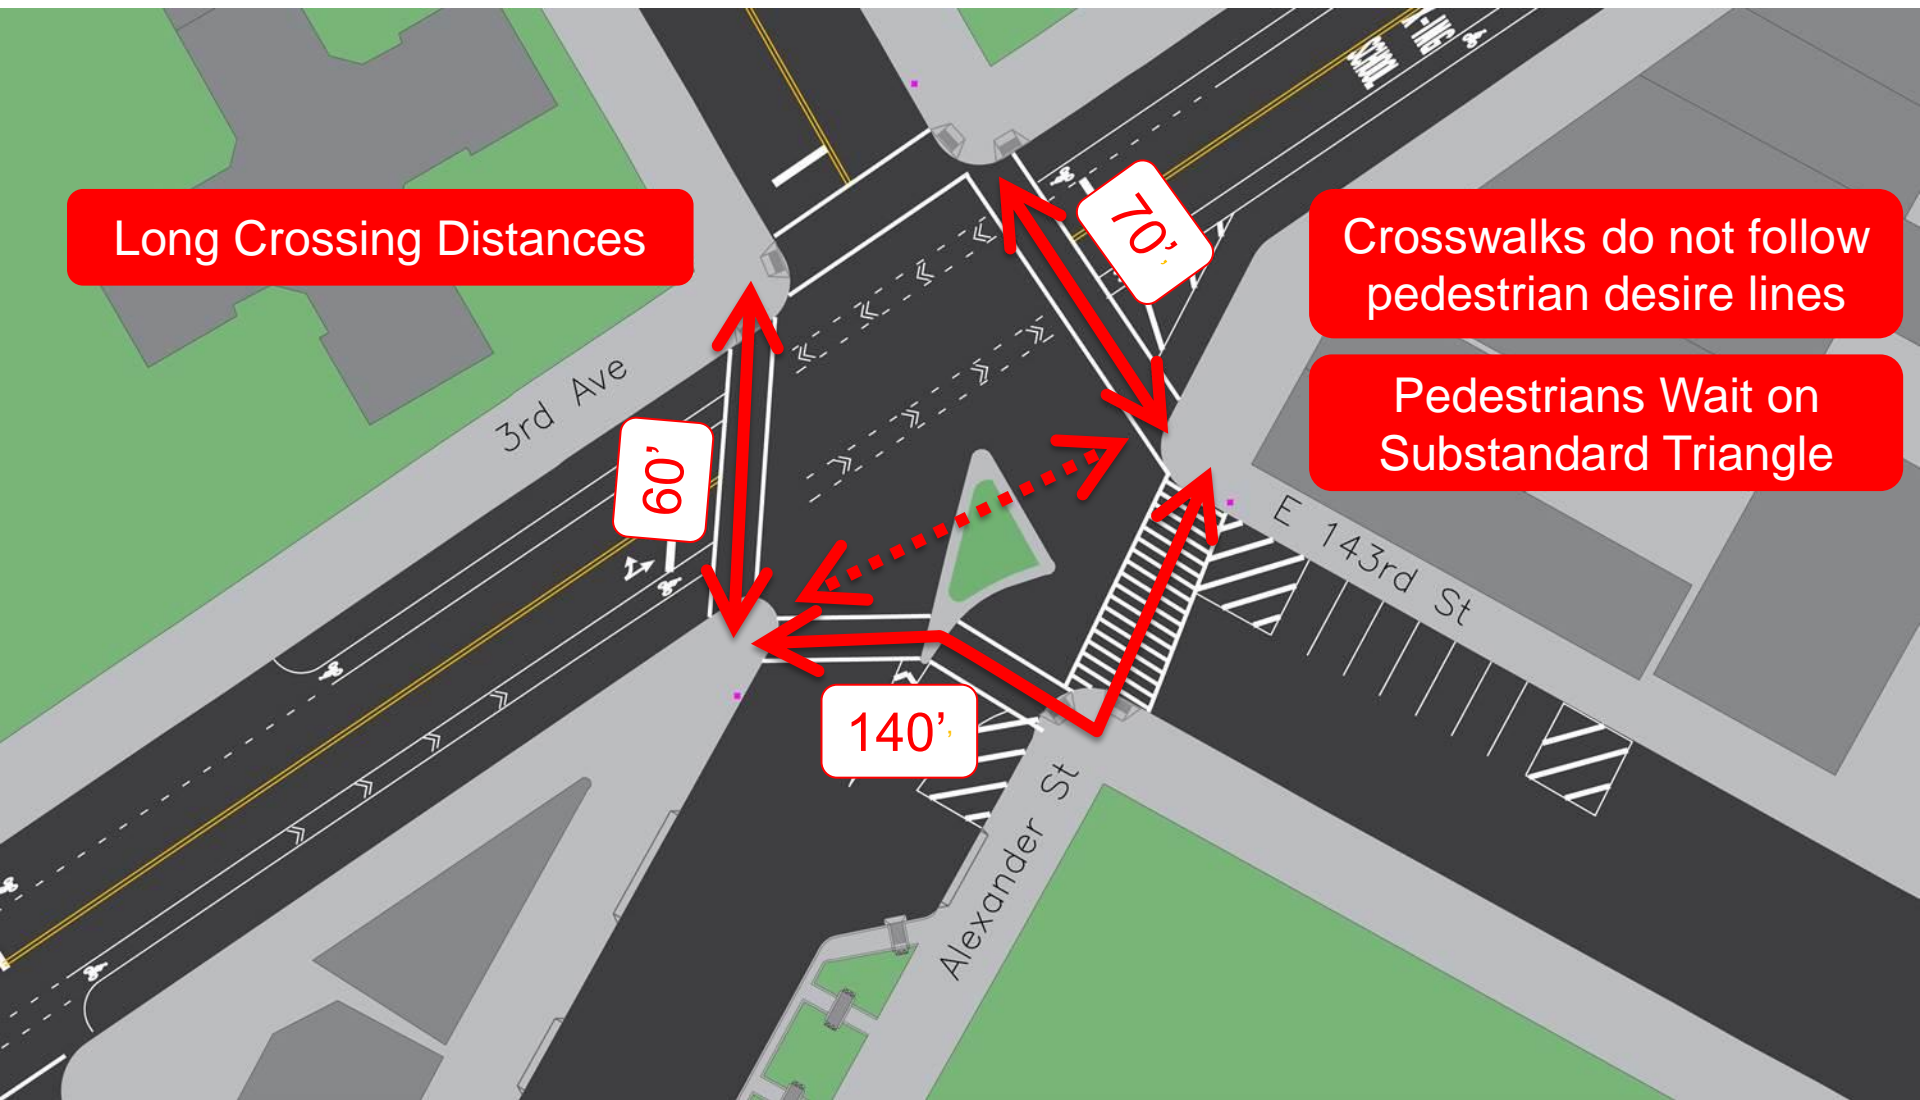 SCHOOL
X-ING
Long Crossing Distances
70’,
Crosswalks do not follow
pedestrian desire lines
3rd Ave
60’
Pedestrians Wait on
Substandard Triangle
E 143rd St
140’,
Alexander St